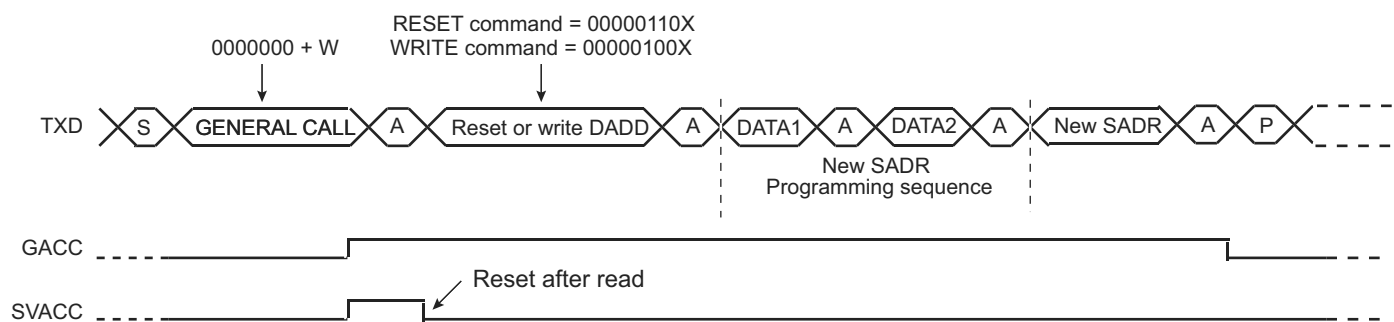 RESET command = 00000110X
0000000 + W
WRITE command = 00000100X
TXD S GENERAL CALL A Reset or write DADD A DATA1 A DATA2 A New SADR A P
New SADR
Programming sequence
GACC
Reset after read
SVACC